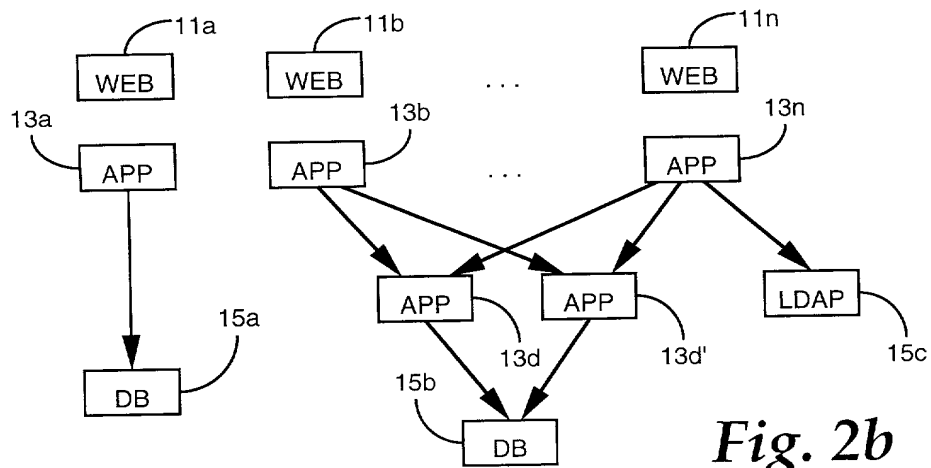 11a
11b
11n
WEB
WEB
...
WEB
13a
13b
13n
APP
APP
...
APP
APP
APP
LDAP
15a
13d
13d'
15c
DB
15b
DB
Fig. 2b